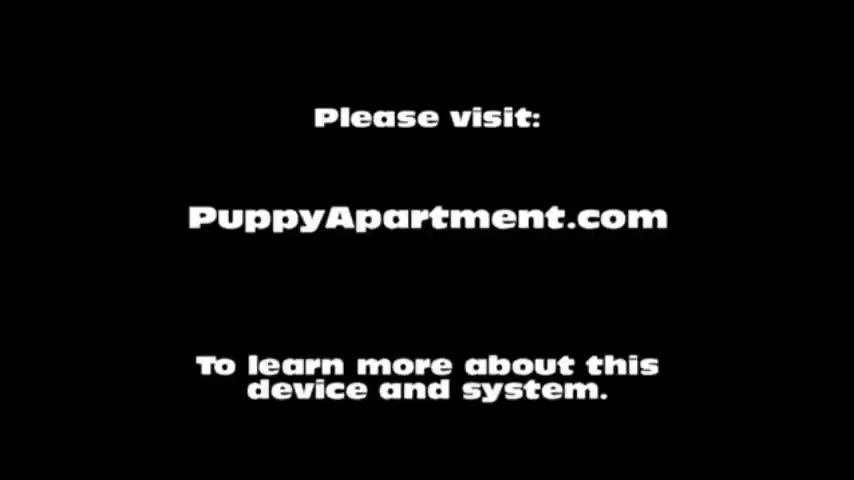 Please visit:
PuppyApartment.com
To learn more about this
device and system.